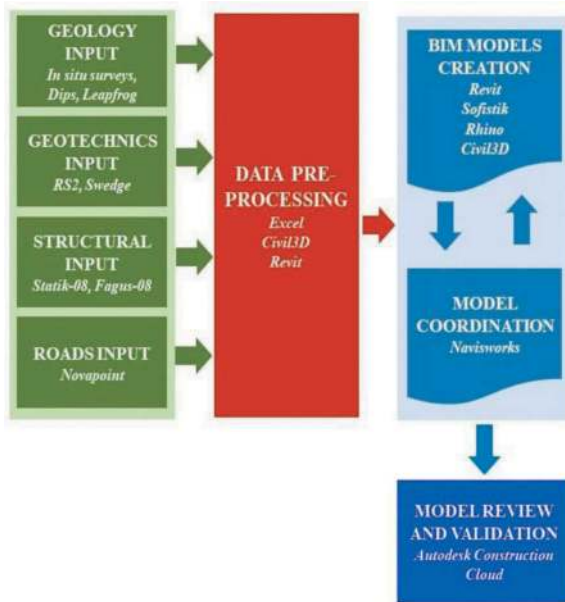 GEOLOGY
INPUT
In situ surveys,
Dips, Leapfrog
GEOTECHNICS
INPUT
RS2, Swedge
STRUCTURAL
INPUT
Statik-08, Fagus-08
ROADS INPUT
Novapoint
DATA PRE-
PROCESSING
Excel
Civil3D
Revit
BIM MODELS
CREATION
Revit
Sofistik
Rhino
Civil3D
MODEL
COORDINATION
Navisworks
MODEL REVIEW
AND VALIDATION
Autodesk Construction
Cloud